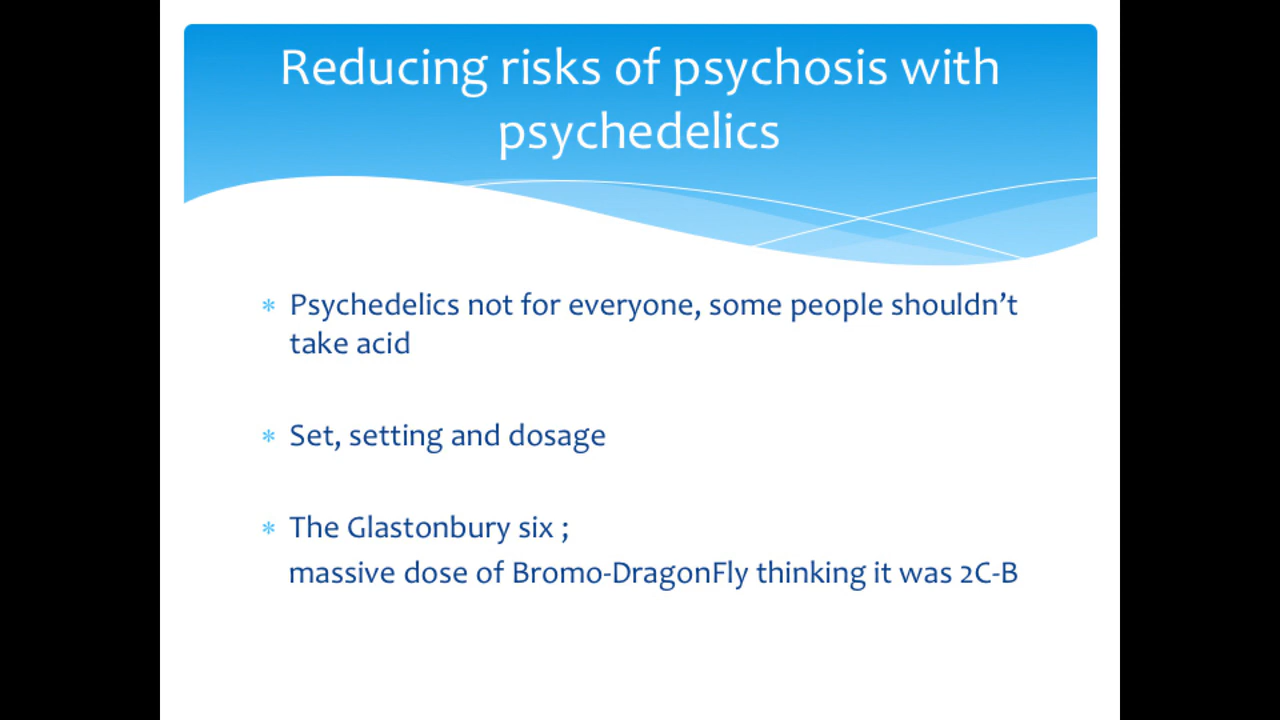 Reducing risks of psychosis with
psychedelics
* Psychedelics not for everyone, some people shouldn’t
take acid
* Set, setting and dosage
* The Glastonbury six ;
massive dose of Bromo-DragonFly thinking it was 2C-B